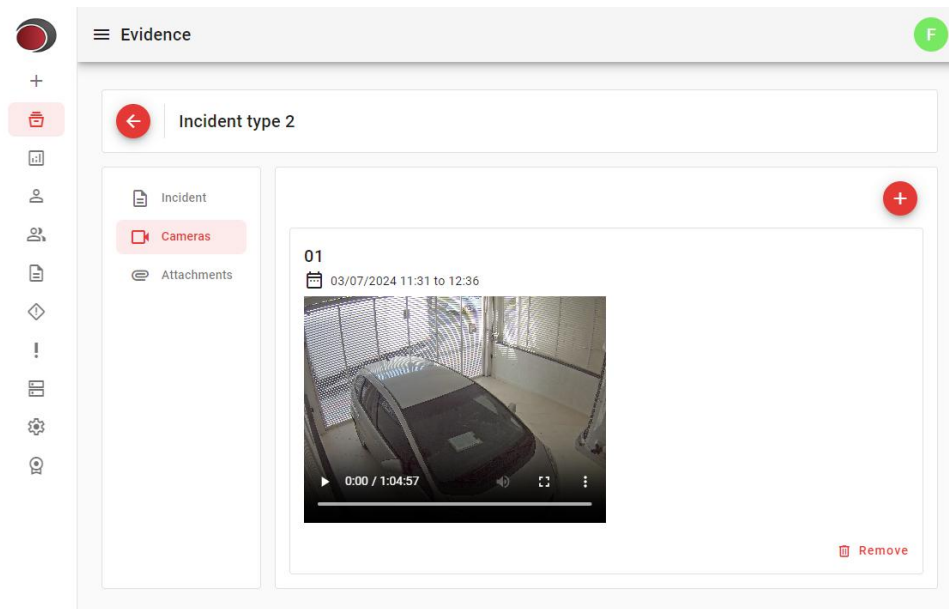 Evidence
F
Incident type 2
Incident
Cameras
Attachments
01
03/07/2024 11:31 to 12:36
0:00 / 1:04:57
Remove